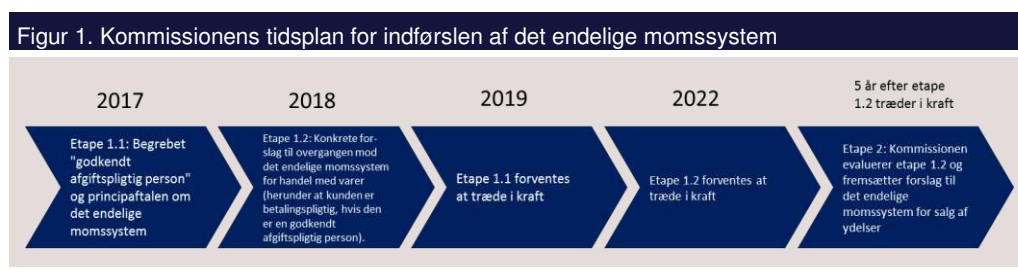 Figur 1. Kommissionens tidsplan for indførslen af det endelige momssystem
2017
Etape 1.1: Begrebet
"godkendt
afgiftspligtig person"
og principaftalen om
det endelige
momssystem
2018
Etape 1.2: Konkrete for-
slag til overgangen mod
det endelige momssystem
for handel med varer
(herunder at kunden er
betalingspligtig, hvis den
er en godkendt
afgiftspligtig person).
2019
Etape 1.1 forventes
at træde i kraft
2022
Etape 1.2 forventes at
træde i kraft
5 år efter etape
1.2 træder i kraft
Etape 2: Kommissionen
evaluerer etape 1.2 og
fremsætter forslag til
det endelige
momssystem for salg af
ydelser